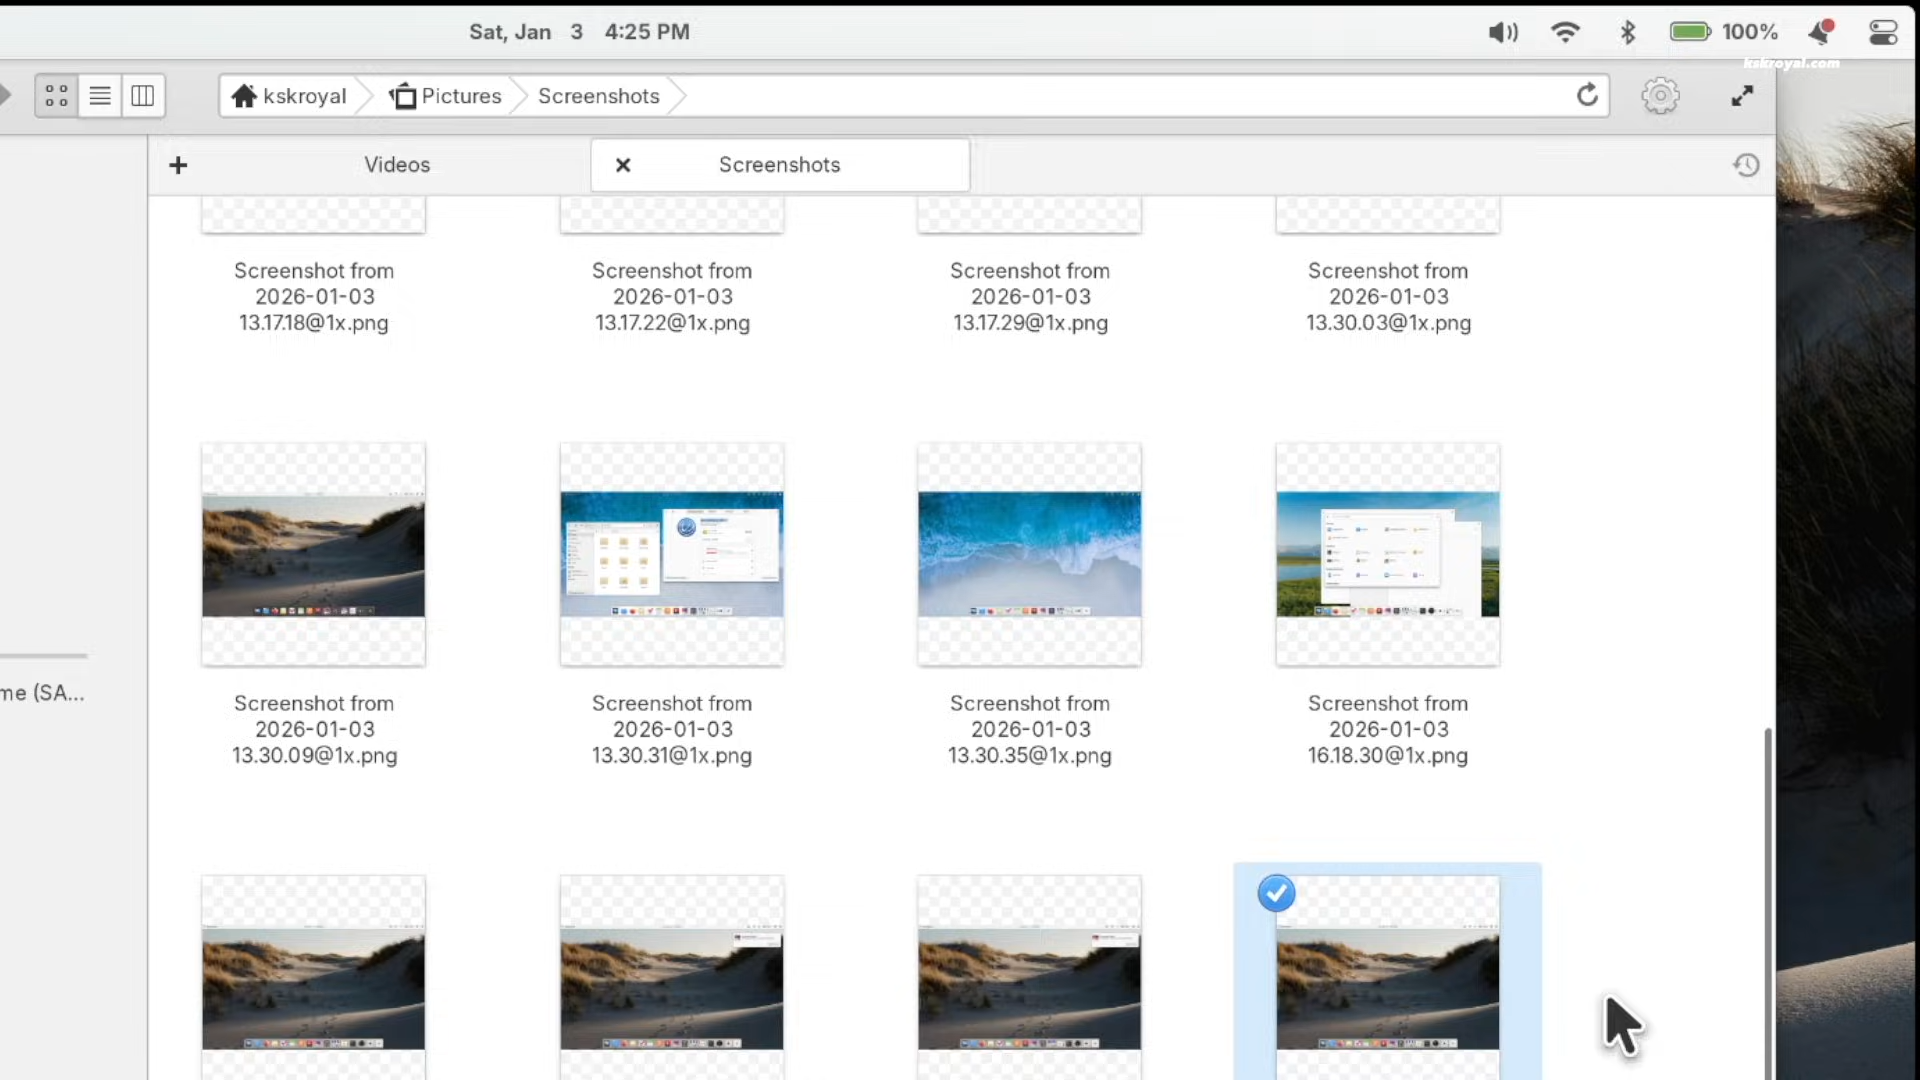 Sat, Jan 3 4:25 PM
100%
kskroyal.com
kskroyal Pictures Screenshots
Videos Screenshots
Screenshot from
2026-01-03
13.17.18@1x.png
Screenshot from
2026-01-03
13.17.22@1x.png
Screenshot from
2026-01-03
13.17.29@1x.png
Screenshot from
2026-01-03
13.30.03@1x.png
me (SA...
Screenshot from
2026-01-03
13.30.09@1x.png
Screenshot from
2026-01-03
13.30.31@1x.png
Screenshot from
2026-01-03
13.30.35@1x.png
Screenshot from
2026-01-03
16.18.30@1x.png